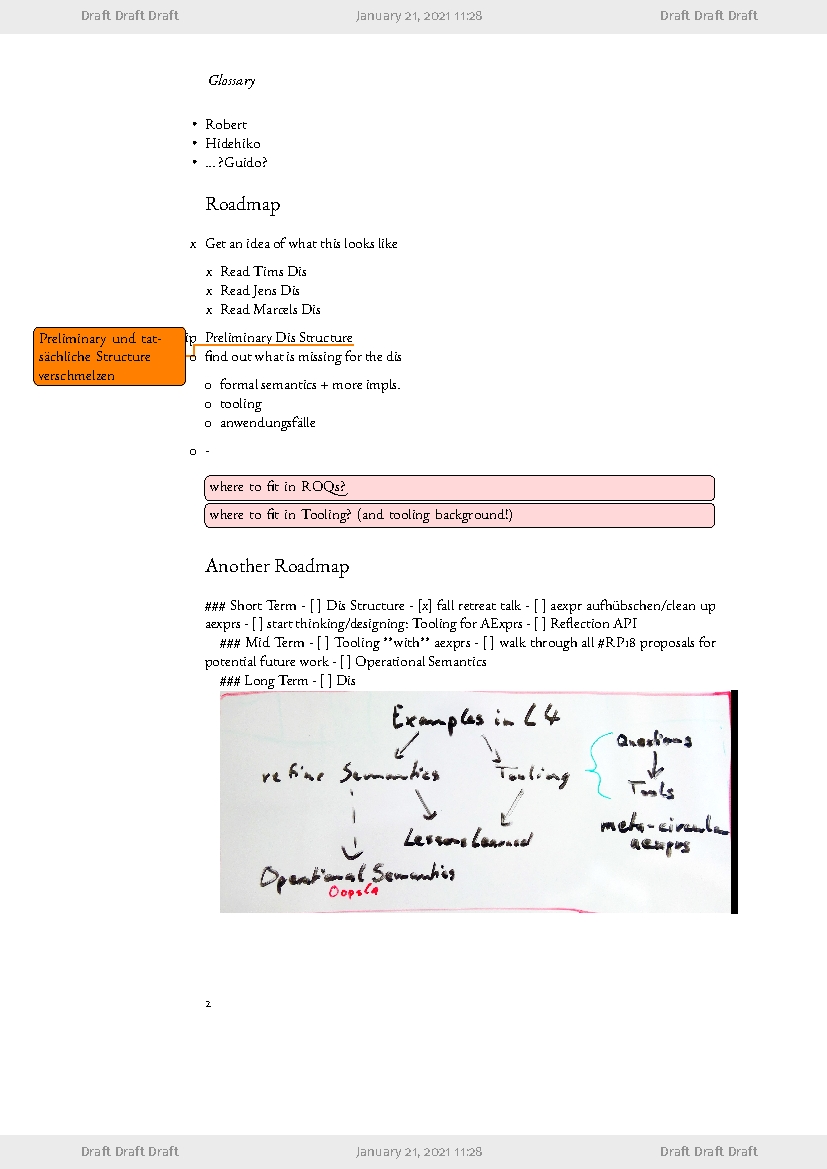 Draft Draft Draft January 21, 2021 11:28 Draft Draft Draft
Glossary
• Robert
• Hidehiko
• ... ?Guido?
Roadmap
x Get an idea of what this looks like
x Read Tims Dis
x Read Jens Dis
x Read Marcels Dis
Preliminary und tat-
sächliche Structure
verschmelzen
ip Preliminary Dis Structure
o find out what is missing for the dis
o formal semantics + more impls.
o tooling
o anwendungsfälle
o -
where to fit in ROQs?
where to fit in Tooling? (and tooling background!)
Another Roadmap
### Short Term - [ ] Dis Structure - [x] fall retreat talk - [ ] aexpr aufhübschen/clean up
aexprs - [ ] start thinking/designing: Tooling for AExprs - [ ] Reflection API
### Mid Term - [ ] Tooling **with** aexprs - [ ] walk through all #RP18 proposals for
potential future work - [ ] Operational Semantics
### Long Term - [ ] Dis
Examples in L4
refine Semantics Tooling
Lessons Learned
Operational Semantics
Oopsla
Questions
Tools
meta-circular
aexprs
2
Draft Draft Draft January 21, 2021 11:28 Draft Draft Draft